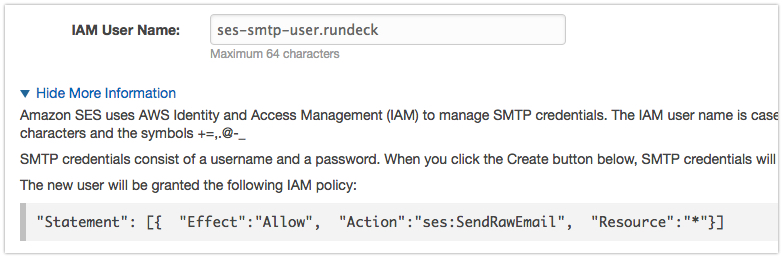 IAM User Name: ses-smtp-user.rundeck
Maximum 64 characters
Hide More Information
Amazon SES uses AWS Identity and Access Management (IAM) to manage SMTP credentials. The IAM user name is case
characters and the symbols +=,.@-_
SMTP credentials consist of a username and a password. When you click the Create button below, SMTP credentials will
The new user will be granted the following IAM policy:
"Statement": [{  "Effect":"Allow",  "Action":"ses:SendRawEmail",  "Resource":"*"}]